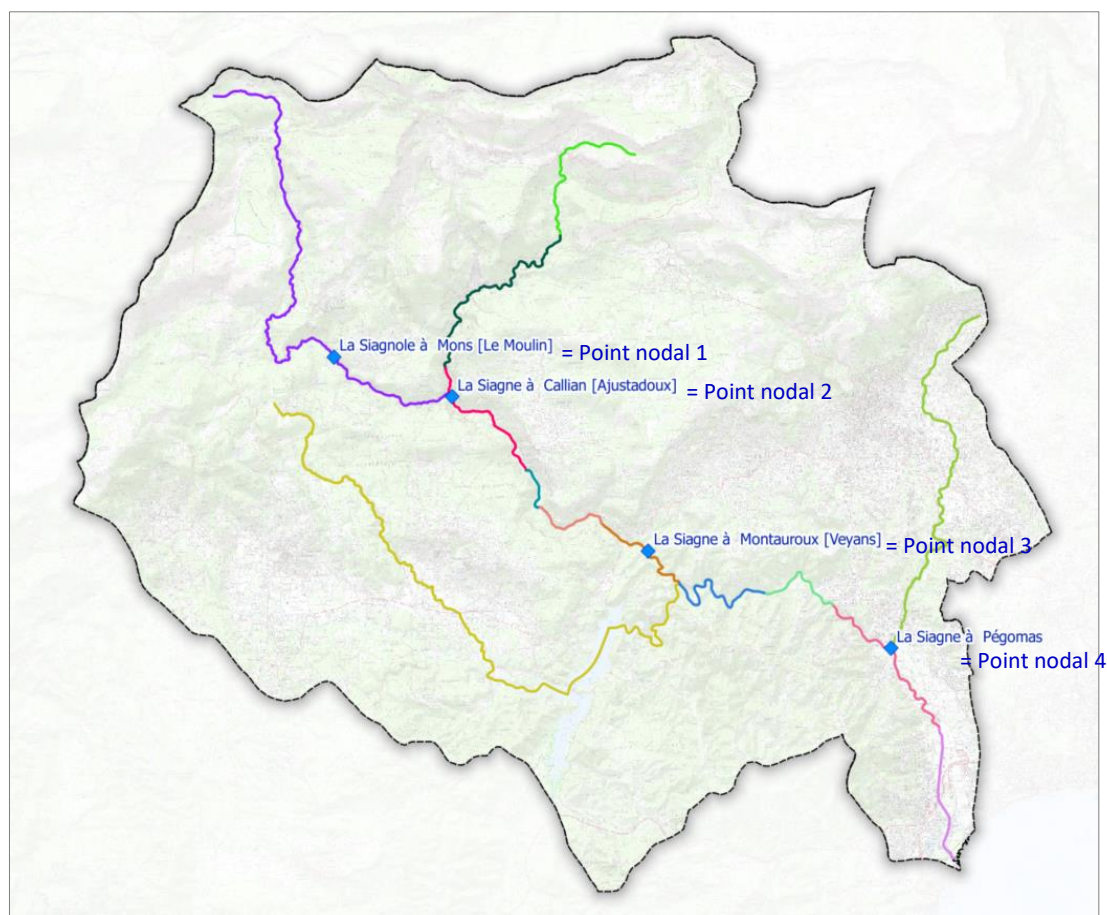 La Siagnole à Mons [Le Moulin] = Point nodal 1
La Siagne à Callian [Ajustadoux] = Point nodal 2
La Siagne à Montauroux [Veyans] = Point nodal 3
La Siagne à Pégomas
= Point nodal 4